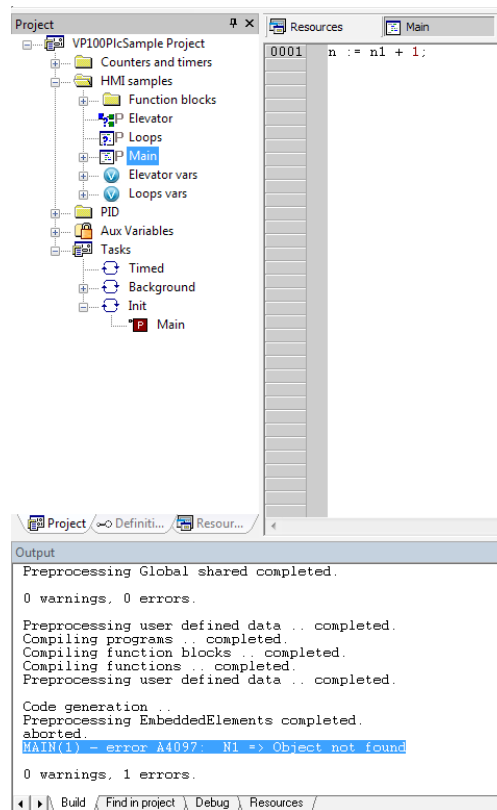 Project
Resources
Main
VP100PlcSample Project
Counters and timers
HMI samples
Function blocks
P Elevator
P Loops
P Main
Elevator vars
Loops vars
PID
Aux Variables
Tasks
Timed
Background
Init
P Main
0001 n := n1 + 1;
Project
Definiti...
Resour...
Output
Preprocessing Global shared completed.
0 warnings, 0 errors.
Preprocessing user defined data .. completed.
Compiling programs .. completed.
Compiling function blocks .. completed.
Compiling functions .. completed.
Preprocessing user defined data .. completed.
Code generation ..
Preprocessing EmbeddedElements completed.
aborted.
MAIN(1) - error A4097: N1 => Object not found
0 warnings, 1 errors.
Build
Find in project
Debug
Resources